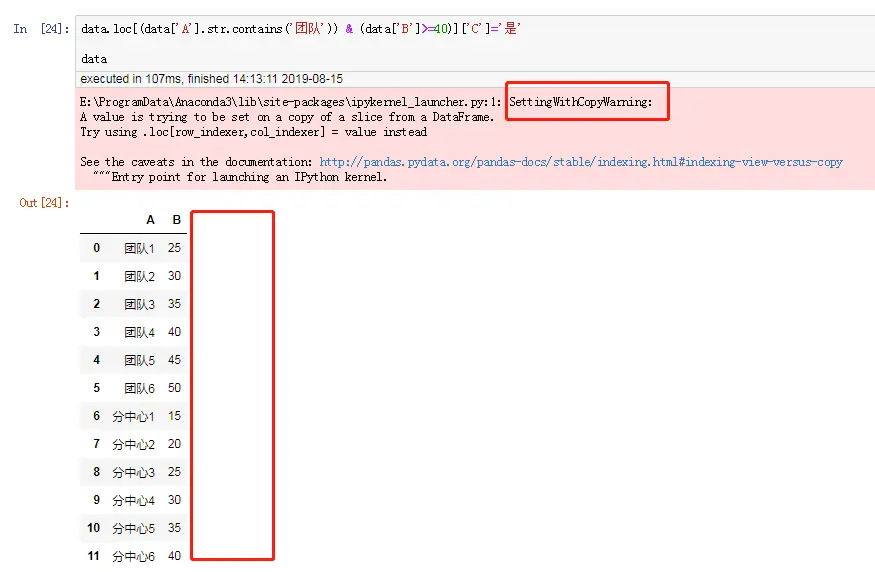 In [24]: data.loc[(data['A'].str.contains('团队')) & (data['B']>=40)]['C']='是'
data
executed in 107ms, finished 14:13:11 2019-08-15
E:\ProgramData\Anaconda3\lib\site-packages\ipykernel_launcher.py:1: SettingWithCopyWarning:
A value is trying to be set on a copy of a slice from a DataFrame.
Try using .loc[row_indexer,col_indexer] = value instead
See the caveats in the documentation: http://pandas.pydata.org/pandas-docs/stable/indexing.html#indexing-view-versus-copy
"""Entry point for launching an IPython kernel.
Out[24]:
A B
0 团队1 25
1 团队2 30
2 团队3 35
3 团队4 40
4 团队5 45
5 团队6 50
6 分中心1 15
7 分中心2 20
8 分中心3 25
9 分中心4 30
10 分中心5 35
11 分中心6 40